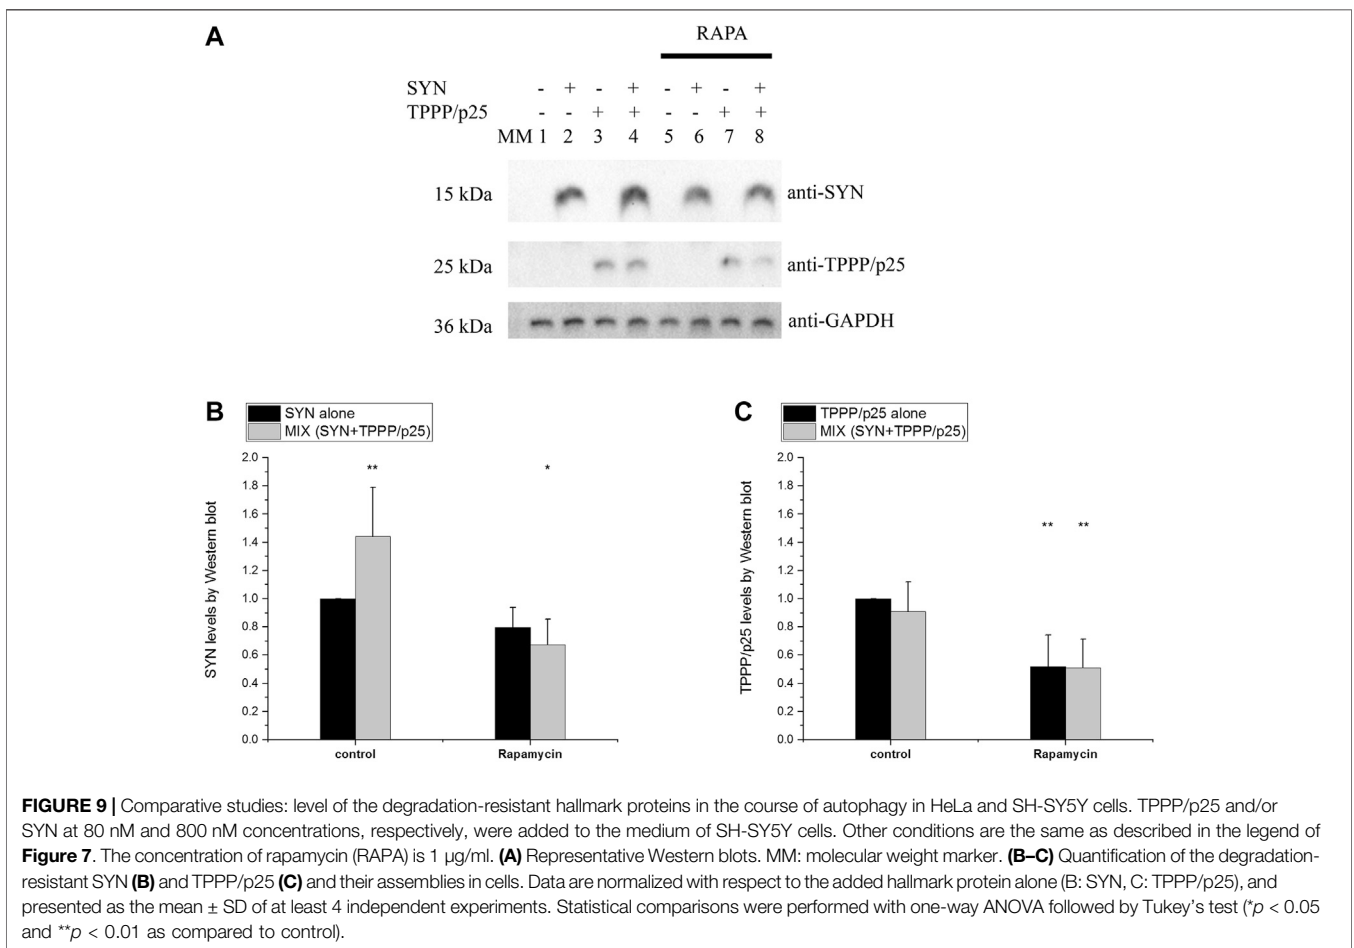 A
RAPA
SYN - + - + - + - +
TPPP/p25 - - + + - - + +
MM 1 2 3 4 5 6 7 8
15 kDa anti-SYN
25 kDa anti-TPPP/p25
36 kDa anti-GAPDH
B
SYN alone
MIX (SYN+TPPP/p25)
SYN levels by Western blot
2.0
1.8
1.6
1.4
1.2
1.0
0.8
0.6
0.4
0.2
0.0
** *
control Rapamycin
C
TPPP/p25 alone
MIX (SYN+TPPP/p25)
TPPP/p25 levels by Western blot
2.0
1.8
1.6
1.4
1.2
1.0
0.8
0.6
0.4
0.2
0.0
** **
control Rapamycin
FIGURE 9 | Comparative studies: level of the degradation-resistant hallmark proteins in the course of autophagy in HeLa and SH-SY5Y cells. TPPP/p25 and/or
SYN at 80 nM and 800 nM concentrations, respectively, were added to the medium of SH-SY5Y cells. Other conditions are the same as described in the legend of
Figure 7. The concentration of rapamycin (RAPA) is 1 µg/ml. (A) Representative Western blots. MM: molecular weight marker. (B–C) Quantification of the degradation-
resistant SYN (B) and TPPP/p25 (C) and their assemblies in cells. Data are normalized with respect to the added hallmark protein alone (B: SYN, C: TPPP/p25), and
presented as the mean ± SD of at least 4 independent experiments. Statistical comparisons were performed with one-way ANOVA followed by Tukey's test (*p < 0.05
and **p < 0.01 as compared to control).